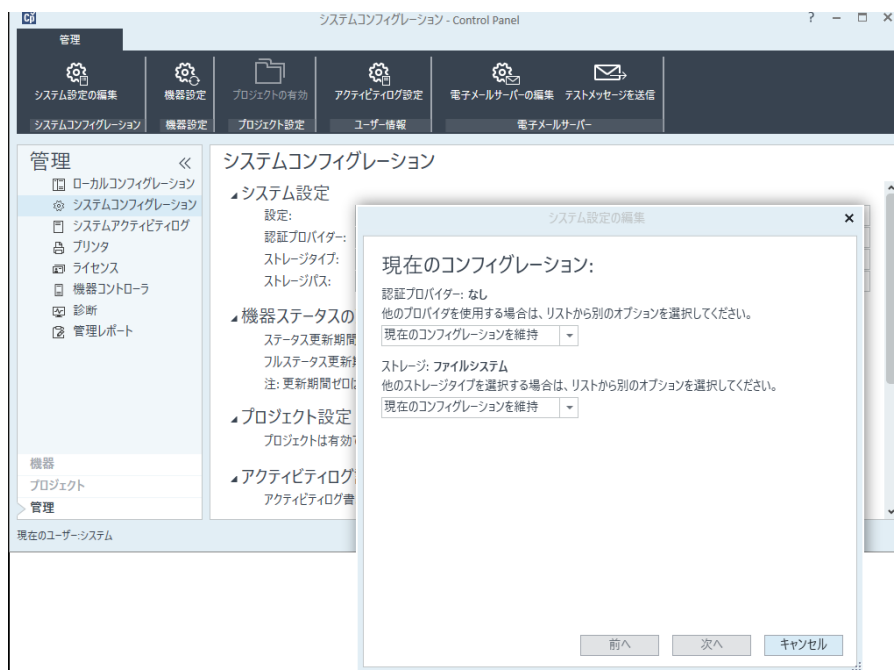 Cp
システムコンフィグレーション - Control Panel
?
管理
システム設定の編集
機器設定
プロジェクトの有効
アクティビティログ設定
電子メールサーバーの編集
テストメッセージを送信
システムコンフィグレーション
機器設定
プロジェクト設定
ユーザー情報
電子メールサーバー
管理
ローカルコンフィグレーション
システムコンフィグレーション
システムアクティビティログ
プリンタ
ライセンス
機器コントローラ
診断
管理レポート
機器
プロジェクト
管理
現在のユーザー:システム
システムコンフィグレーション
システム設定
設定:
認証プロバイダー:
ストレージタイプ:
ストレージパス:
機器ステータスの
ステータス更新期間
フルステータス更新
注: 更新期間ゼロ
プロジェクト設定
プロジェクトは有効
アクティビティログ
アクティビティログ書
システム設定の編集
現在のコンフィグレーション:
認証プロバイダー: なし
他のプロバイダを使用する場合は、リストから別のオプションを選択してください。
現在のコンフィグレーションを維持
ストレージ: ファイルシステム
他のストレージタイプを選択する場合は、リストから別のオプションを選択してください。
現在のコンフィグレーションを維持
前へ
次へ
キャンセル